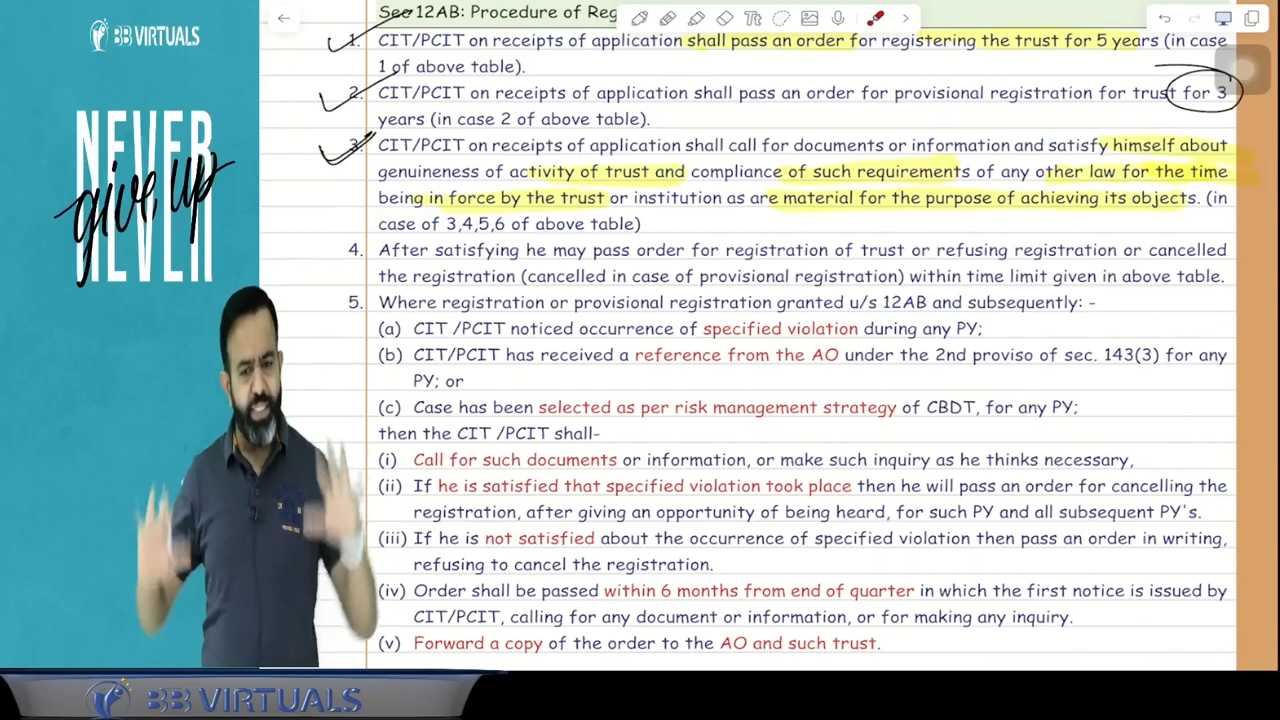 BB VIRTUALS
NEVER
give up
NEVER
Sec 12AB: Procedure of Reg
1. CIT/PCIT on receipts of application shall pass an order for registering the trust for 5 years (in case
1 of above table).
2. CIT/PCIT on receipts of application shall pass an order for provisional registration for trust for 3
years (in case 2 of above table).
3. CIT/PCIT on receipts of application shall call for documents or information and satisfy himself about
genuineness of activity of trust and compliance of such requirements of any other law for the time
being in force by the trust or institution as are material for the purpose of achieving its objects. (in
case of 3,4,5,6 of above table)
4. After satisfying he may pass order for registration of trust or refusing registration or cancelled
the registration (cancelled in case of provisional registration) within time limit given in above table.
5. Where registration or provisional registration granted u/s 12AB and subsequently: -
(a) CIT /PCIT noticed occurrence of specified violation during any PY;
(b) CIT/PCIT has received a reference from the AO under the 2nd proviso of sec. 143(3) for any
PY; or
(c) Case has been selected as per risk management strategy of CBDT, for any PY;
then the CIT /PCIT shall-
(i) Call for such documents or information, or make such inquiry as he thinks necessary,
(ii) If he is satisfied that specified violation took place then he will pass an order for cancelling the
registration, after giving an opportunity of being heard, for such PY and all subsequent PY's.
(iii) If he is not satisfied about the occurrence of specified violation then pass an order in writing,
refusing to cancel the registration.
(iv) Order shall be passed within 6 months from end of quarter in which the first notice is issued by
CIT/PCIT, calling for any document or information, or for making any inquiry.
(v) Forward a copy of the order to the AO and such trust.
BB VIRTUALS